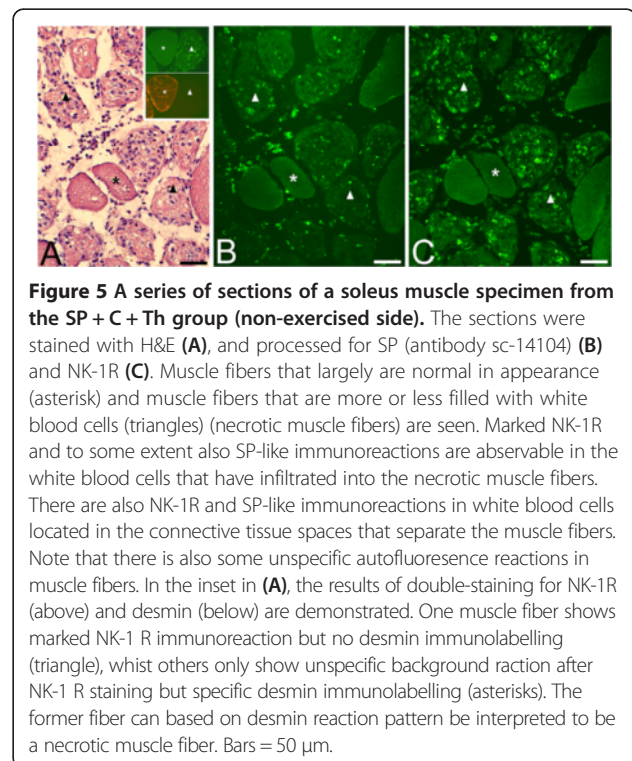 A B C
Figure 5 A series of sections of a soleus muscle specimen from
the SP + C + Th group (non-exercised side). The sections were
stained with H&E (A), and processed for SP (antibody sc-14104) (B)
and NK-1R (C). Muscle fibers that largely are normal in appearance
(asterisk) and muscle fibers that are more or less filled with white
blood cells (triangles) (necrotic muscle fibers) are seen. Marked NK-1R
and to some extent also SP-like immunoreactions are observable in the
white blood cells that have infiltrated into the necrotic muscle fibers.
There are also NK-1R and SP-like immunoreactions in white blood cells
located in the connective tissue spaces that separate the muscle fibers.
Note that there is also some unspecific autofluoresence reactions in
muscle fibers. In the inset in (A), the results of double-staining for NK-1R
(above) and desmin (below) are demonstrated. One muscle fiber shows
marked NK-1 R immunoreaction but no desmin immunolabelling
(triangle), whist others only show unspecific background raction after
NK-1 R staining but specific desmin immunolabelling (asterisks). The
former fiber can based on desmin reaction pattern be interpreted to be
a necrotic muscle fiber. Bars = 50 μm.